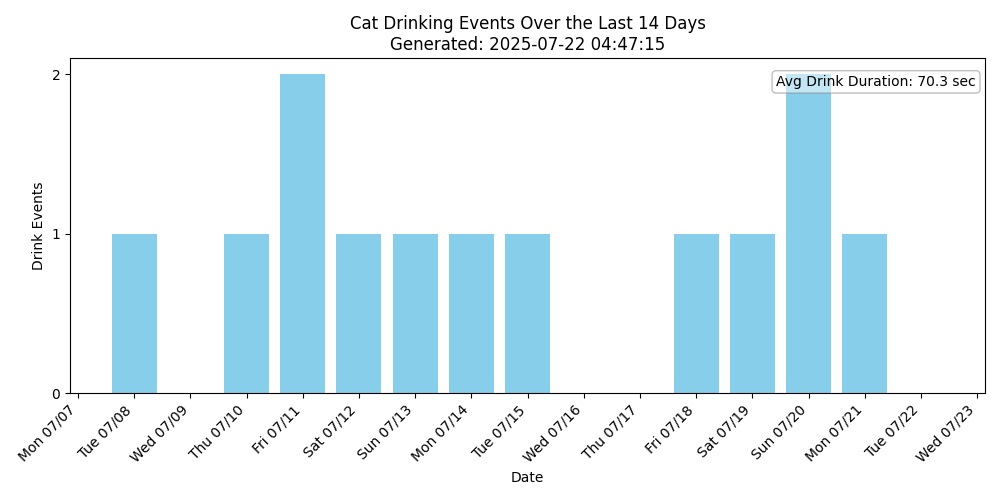 Cat Drinking Events Over the Last 14 Days
Generated: 2025-07-22 04:47:15
Avg Drink Duration: 70.3 sec
Drink Events
2
1
0
Mon 07/07
Tue 07/08
Wed 07/09
Thu 07/10
Fri 07/11
Sat 07/12
Sun 07/13
Mon 07/14
Tue 07/15
Wed 07/16
Thu 07/17
Fri 07/18
Sat 07/19
Sun 07/20
Mon 07/21
Tue 07/22
Wed 07/23
Date